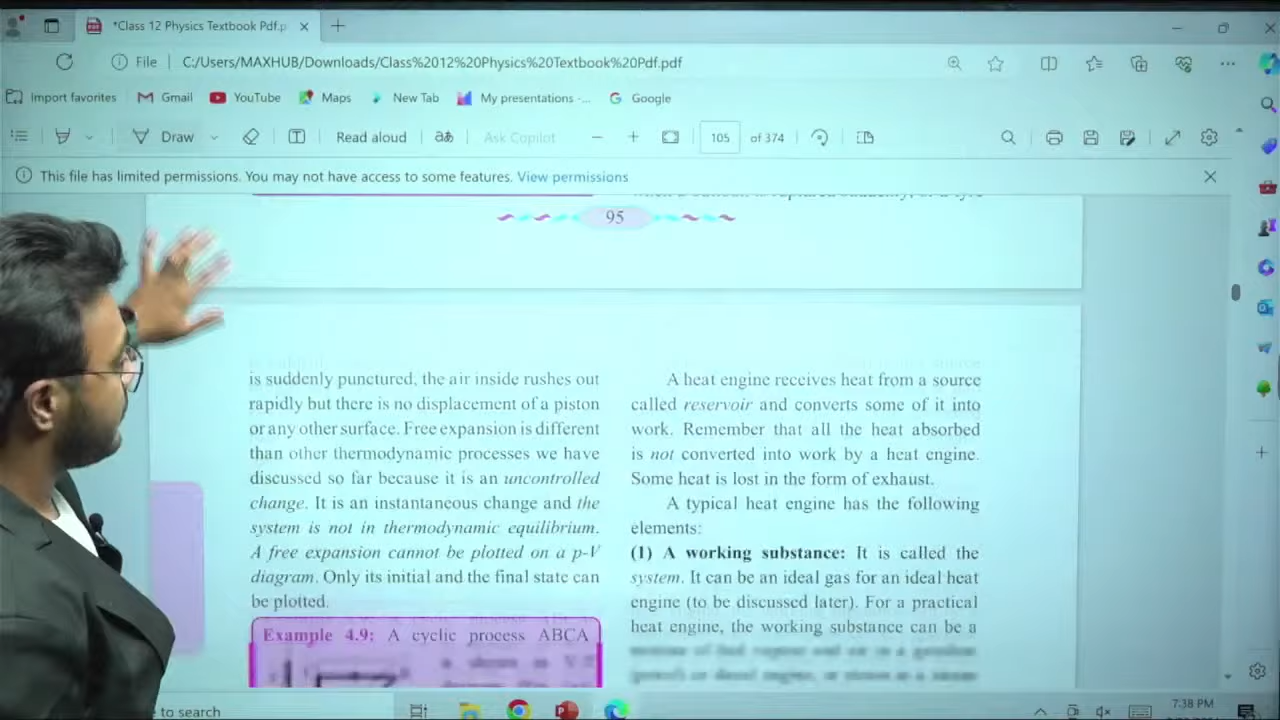 *Class 12 Physics Textbook Pdf.p
File
C:/Users/MAXHUB/Downloads/Class%2012%20Physics%20Textbook%20Pdf.pdf
Import favorites
Gmail
YouTube
Maps
New Tab
My presentations -...
Google
Draw
Read aloud
aあ
Ask Copilot
105
of 374
This file has limited permissions. You may not have access to some features. View permissions
95
is suddenly punctured, the air inside rushes out
rapidly but there is no displacement of a piston
or any other surface. Free expansion is different
than other thermodynamic processes we have
discussed so far because it is an uncontrolled
change. It is an instantaneous change and the
system is not in thermodynamic equilibrium.
A free expansion cannot be plotted on a p-V
diagram. Only its initial and the final state can
be plotted.
Example 4.9: A cyclic process ABCA
A heat engine receives heat from a source
called reservoir and converts some of it into
work. Remember that all the heat absorbed
is not converted into work by a heat engine.
Some heat is lost in the form of exhaust.
A typical heat engine has the following
elements:
(1) A working substance: It is called the
system. It can be an ideal gas for an ideal heat
engine (to be discussed later). For a practical
heat engine, the working substance can be a
to search
7:38 PM